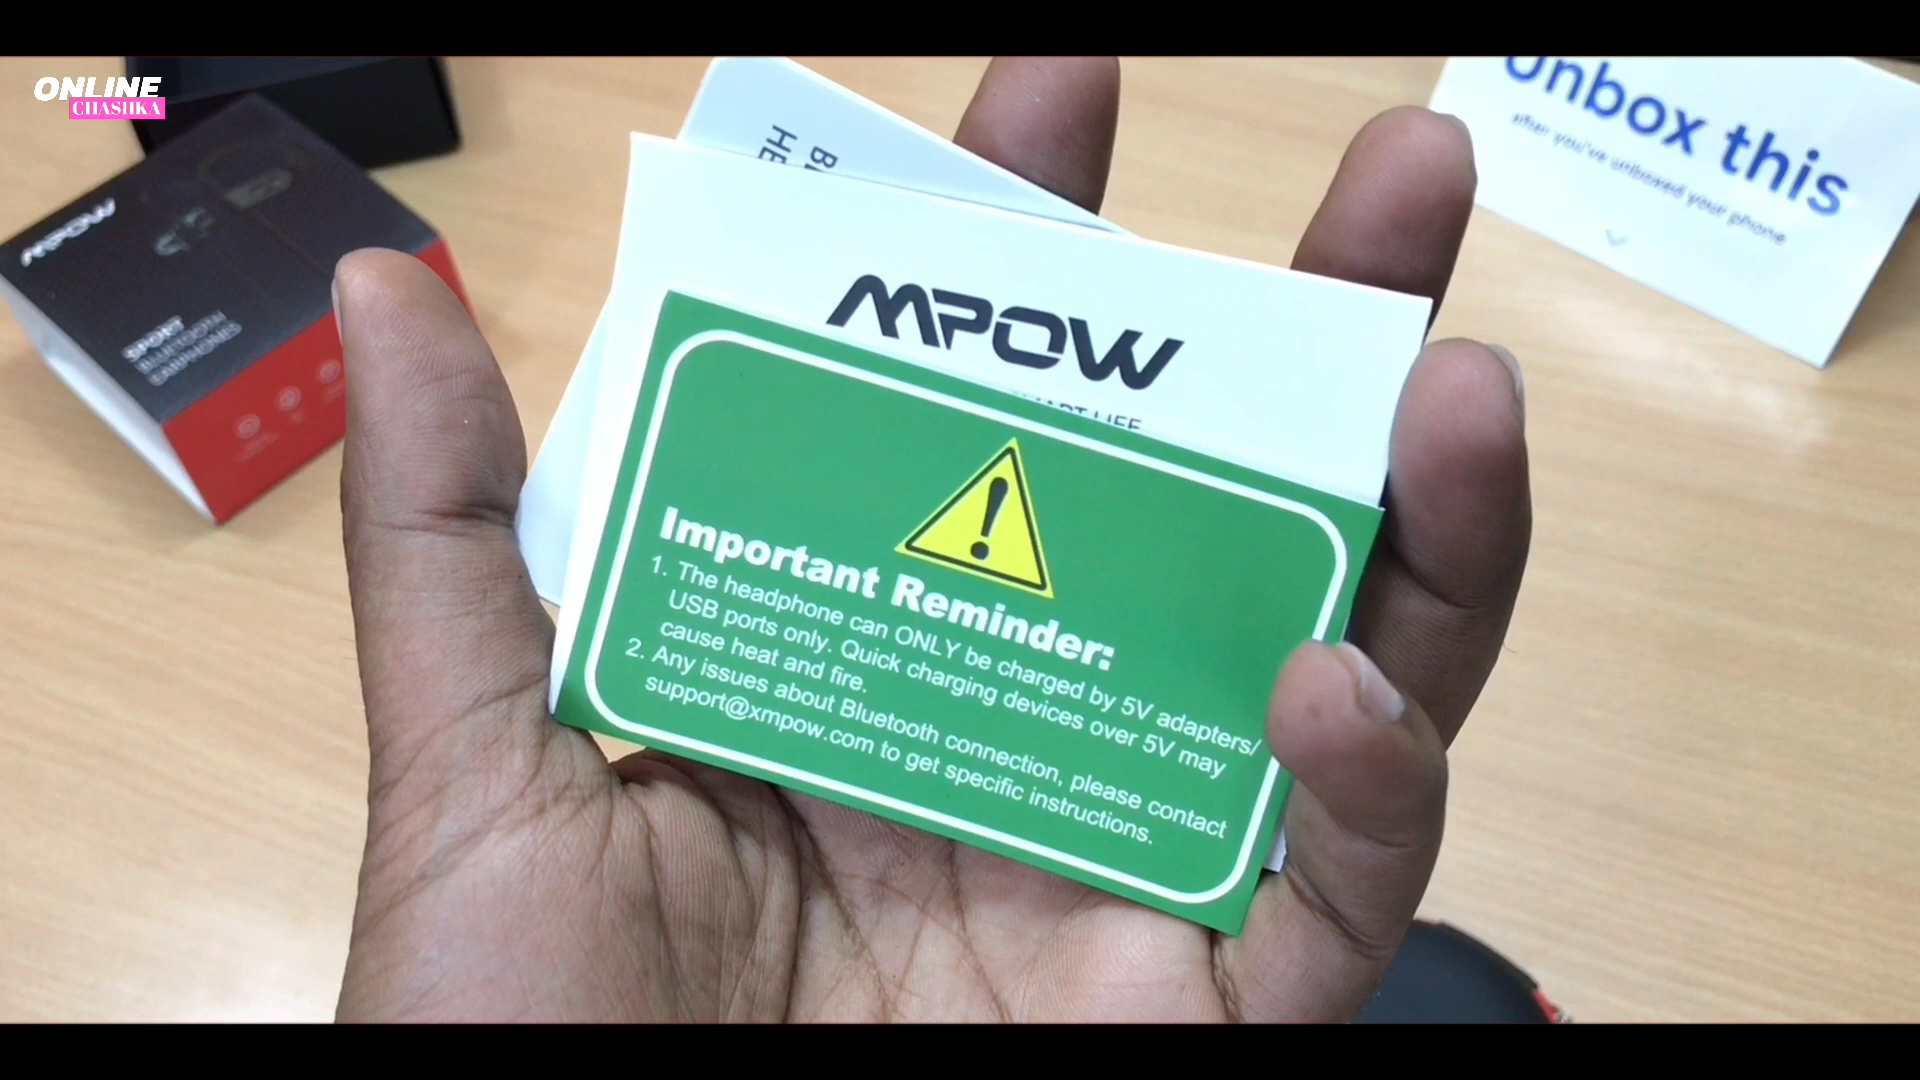 ONLINE
CHASHKA
MPOW
SPORT
BLUETOOTH
EARPHONES
Unbox this
after you've unboxed your phone
MPOW
LIFE
Important Reminder:
1. The headphone can ONLY be charged by 5V adapters/
USB ports only. Quick charging devices over 5V may
cause heat and fire.
2. Any issues about Bluetooth connection, please contact
support@xmpow.com to get specific instructions.